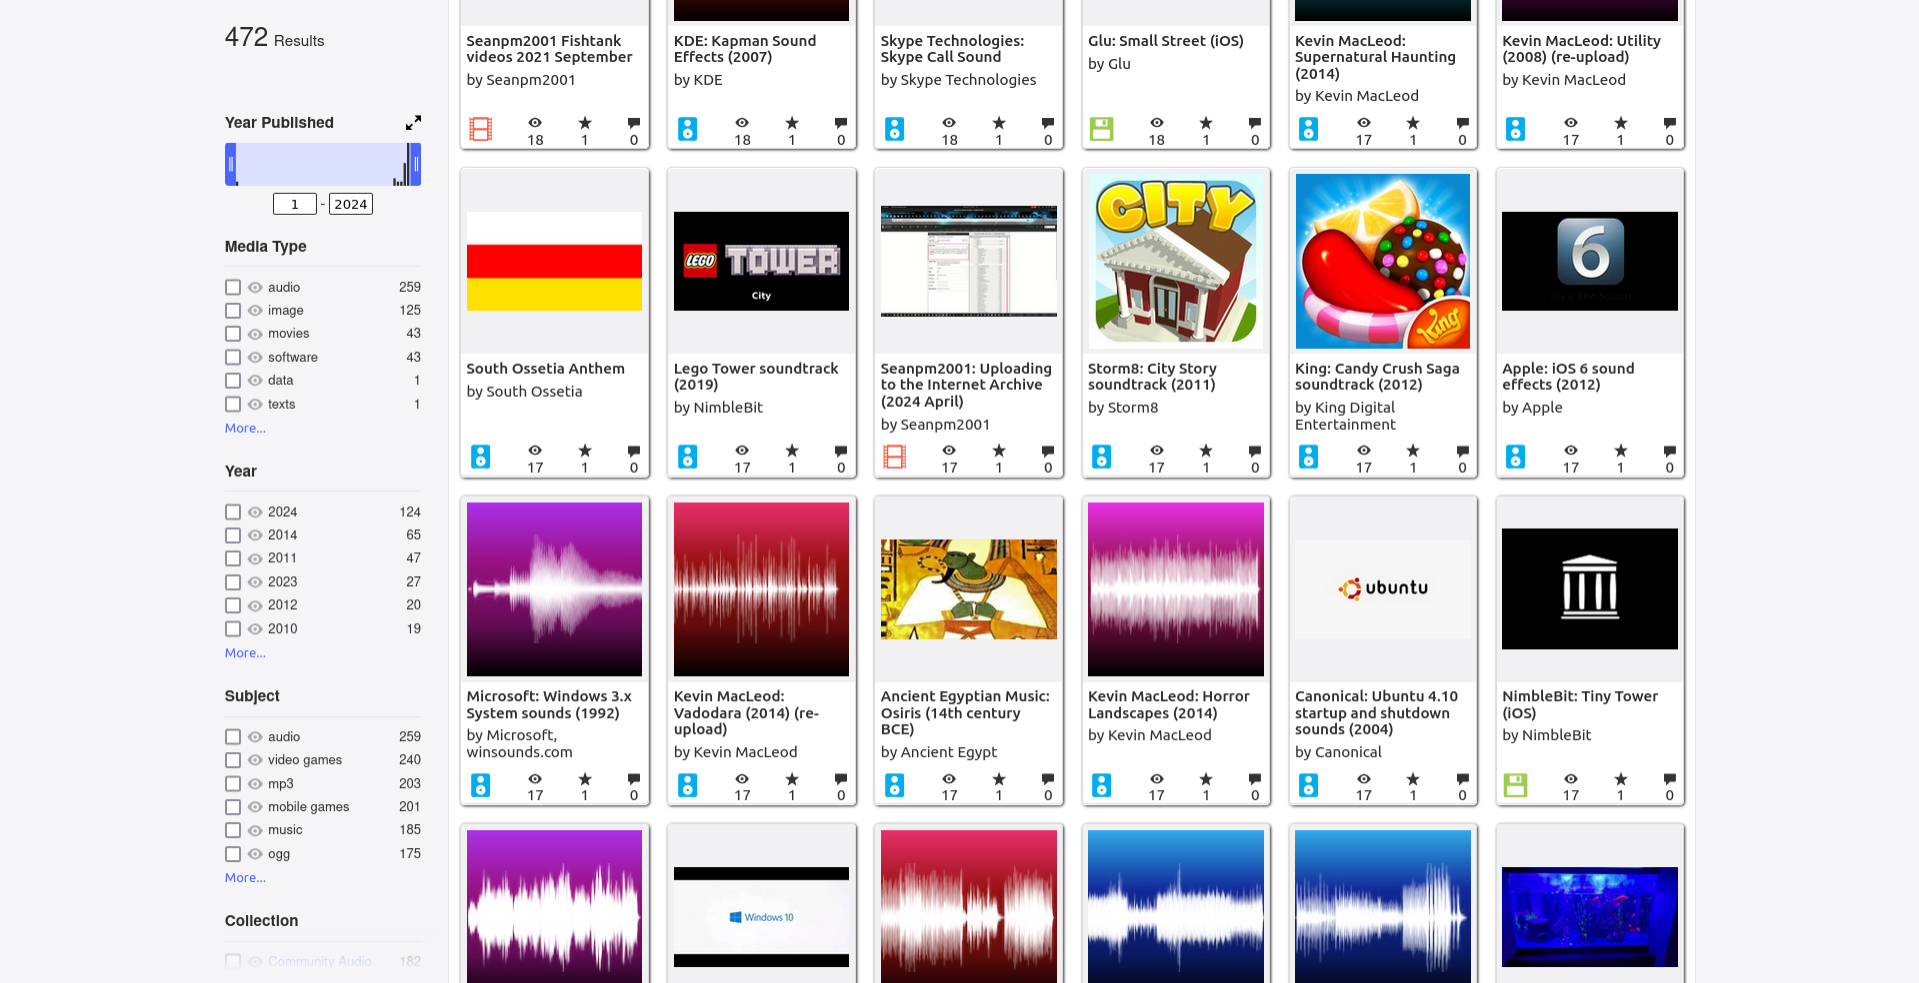 472 Results
Year Published
1 - 2024
Media Type
audio 259
image 125
movies 43
software 43
data 1
texts 1
More...
Year
2024 124
2014 65
2011 47
2023 27
2012 20
2010 19
More...
Subject
audio 259
video games 240
mp3 203
mobile games 201
music 185
ogg 175
More...
Collection
Community Audio 182
Seanpm2001 Fishtank
videos 2021 September
by Seanpm2001
18 1 0
KDE: Kapman Sound
Effects (2007)
by KDE
18 1 0
Skype Technologies:
Skype Call Sound
by Skype Technologies
18 1 0
Glu: Small Street (iOS)
by Glu
18 1 0
Kevin MacLeod:
Supernatural Haunting
(2014)
by Kevin MacLeod
17 1 0
Kevin MacLeod: Utility
(2008) (re-upload)
by Kevin MacLeod
17 1 0
South Ossetia Anthem
by South Ossetia
17 1 0
LEGO TOWER
City
Lego Tower soundtrack
(2019)
by NimbleBit
17 1 0
Seanpm2001: Uploading
to the Internet Archive
(2024 April)
by Seanpm2001
17 1 0
CITY
Storm8: City Story
soundtrack (2011)
by Storm8
17 1 0
King
King: Candy Crush Saga
soundtrack (2012)
by King Digital
Entertainment
17 1 0
6
Apple: iOS 6 sound
effects (2012)
by Apple
17 1 0
Microsoft: Windows 3.x
System sounds (1992)
by Microsoft,
winsounds.com
17 1 0
Kevin MacLeod:
Vadodara (2014) (re-
upload)
by Kevin MacLeod
17 1 0
Ancient Egyptian Music:
Osiris (14th century
BCE)
by Ancient Egypt
17 1 0
Kevin MacLeod: Horror
Landscapes (2014)
by Kevin MacLeod
17 1 0
ubuntu
Canonical: Ubuntu 4.10
startup and shutdown
sounds (2004)
by Canonical
17 1 0
NimbleBit: Tiny Tower
(iOS)
by NimbleBit
17 1 0
Windows 10